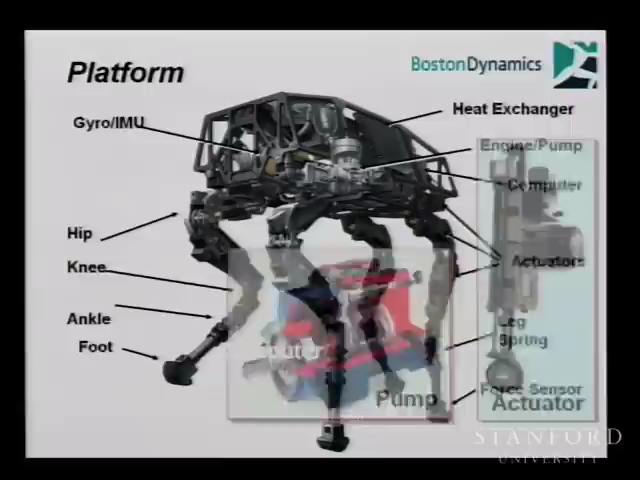 Platform
BostonDynamics
Gyro/IMU
Heat Exchanger
Engine/Pump
Computer
Hip
Knee
Actuators
Ankle
Leg
Spring
Foot
Computer
Force Sensor
Pump
Actuator
STANFORD
UNIVERSITY